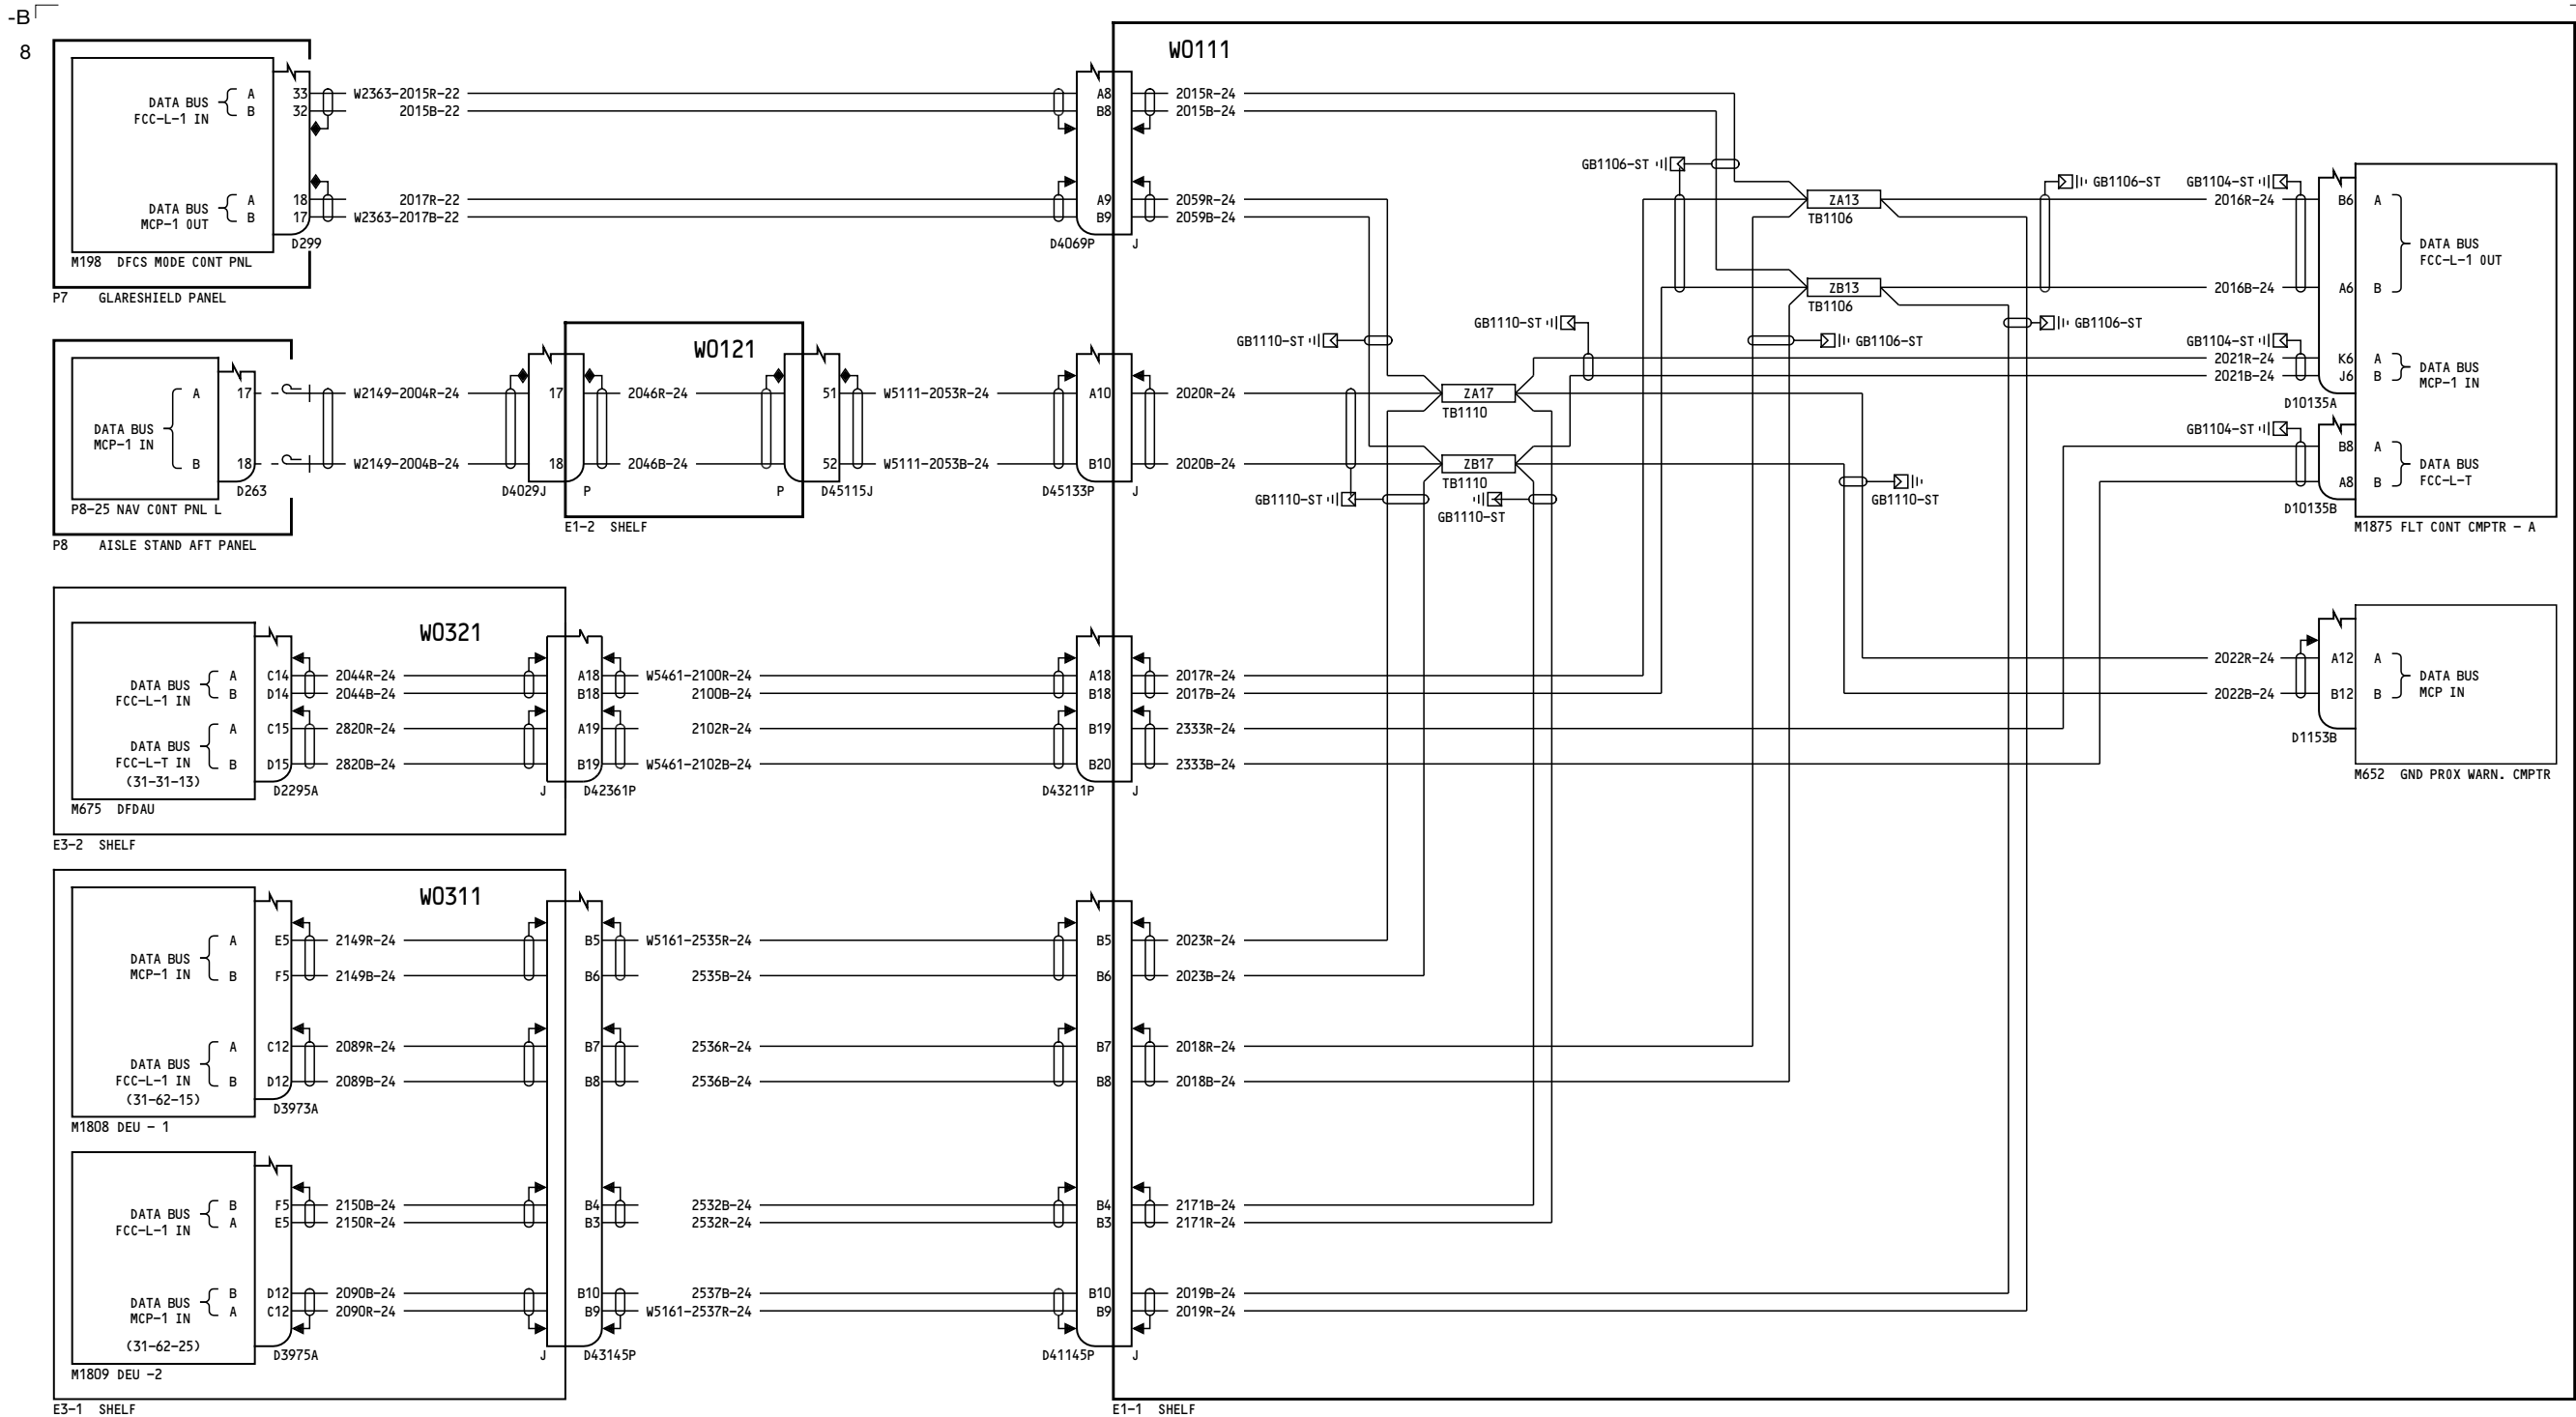 -B
8
W0111
DATA BUS
FCC-L-1 IN
A 33 W2363-2015R-22 A8 2015R-24
B 32 2015B-22 B8 2015B-24
DATA BUS
MCP-1 OUT
A 18 2017R-22 A9 2059R-24
B 17 W2363-2017B-22 B9 2059B-24
D299 D4069P J
M198 DFCS MODE CONT PNL
P7 GLARESHIELD PANEL
GB1106-ST
ZA13
TB1106
ZB13
TB1106
GB1106-ST
GB1106-ST
GB1106-ST
GB1104-ST
2016R-24 B6 A
DATA BUS
FCC-L-1 OUT
2016B-24 A6 B
GB1104-ST
2021R-24 K6 A
2021B-24 J6 B
DATA BUS
MCP-1 IN
D10135A
GB1104-ST
B8 A
DATA BUS
FCC-L-T
A8 B
D10135B
M1875 FLT CONT CMPTR - A
W0121
DATA BUS
MCP-1 IN
A 17 W2149-2004R-24 17 2046R-24 51 W5111-2053R-24 A10 2020R-24
B 18 W2149-2004B-24 18 2046B-24 52 W5111-2053B-24 B10 2020B-24
D263 D4029J P P D45115J D45133P J
P8-25 NAV CONT PNL L
E1-2 SHELF
P8 AISLE STAND AFT PANEL
GB1110-ST
GB1110-ST
ZA17
TB1110
ZB17
TB1110
GB1110-ST
GB1110-ST
GB1110-ST
W0321
DATA BUS
FCC-L-1 IN
A C14 2044R-24 A18 W5461-2100R-24 A18 2017R-24
B D14 2044B-24 B18 2100B-24 B18 2017B-24
DATA BUS
FCC-L-T IN
(31-31-13)
A C15 2820R-24 A19 2102R-24 B19 2333R-24
B D15 2820B-24 B19 W5461-2102B-24 B20 2333B-24
D2295A J D42361P D43211P J
M675 DFDAU
E3-2 SHELF
2022R-24 A12 A
DATA BUS
MCP IN
2022B-24 B12 B
D1153B
M652 GND PROX WARN. CMPTR
W0311
DATA BUS
MCP-1 IN
A E5 2149R-24 B5 W5161-2535R-24 B5 2023R-24
B F5 2149B-24 B6 2535B-24 B6 2023B-24
DATA BUS
FCC-L-1 IN
(31-62-15)
A C12 2089R-24 B7 2536R-24 B7 2018R-24
B D12 2089B-24 B8 2536B-24 B8 2018B-24
D3973A
M1808 DEU - 1
DATA BUS
FCC-L-1 IN
B F5 2150B-24 B4 2532B-24 B4 2171B-24
A E5 2150R-24 B3 2532R-24 B3 2171R-24
DATA BUS
MCP-1 IN
(31-62-25)
B D12 2090B-24 B10 2537B-24 B10 2019B-24
A C12 2090R-24 B9 W5161-2537R-24 B9 2019R-24
D3975A J D43145P D41145P J
M1809 DEU -2
E3-1 SHELF
E1-1 SHELF